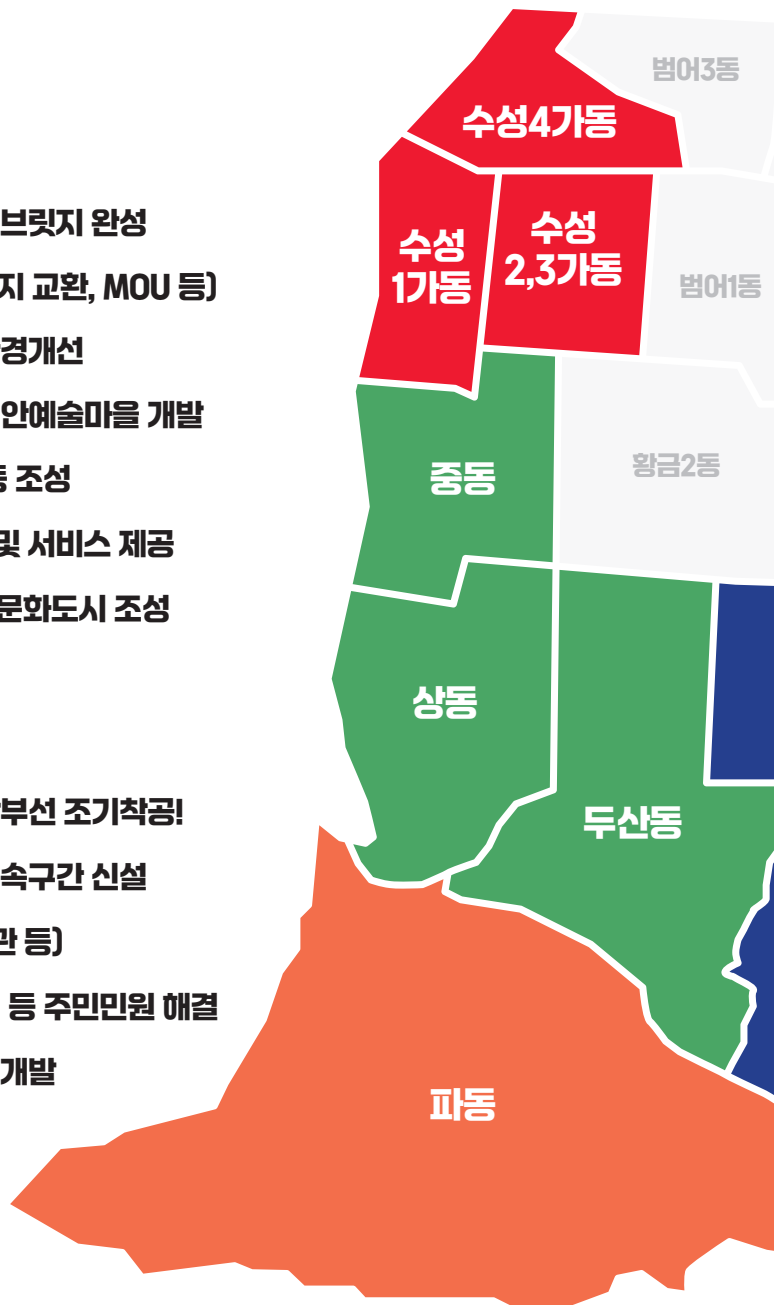 브릿지 완성
지 교환, MOU 등)
경개선
안예술마을 개발
조성
및 서비스 제공
문화도시 조성
부선 조기착공!
속구간 신설
관 등)
등 주민민원 해결
개발
범어3동
수성4가동
수성
1가동
수성
2,3가동
범어1동
중동
황금2동
상동
두산동
파동